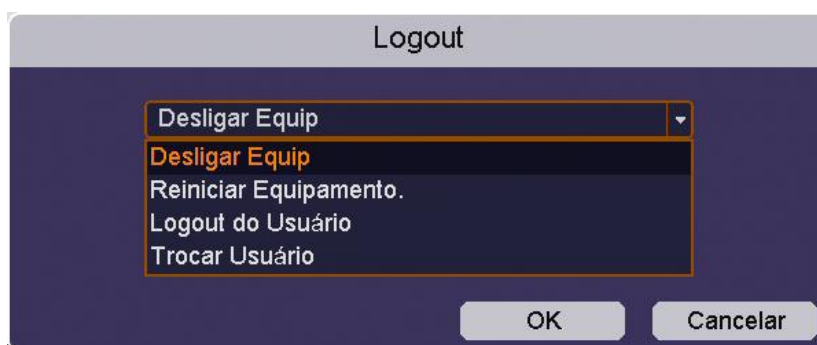 Logout
Desligar Equip
Desligar Equip
Reiniciar Equipamento.
Logout do Usuário
Trocar Usuário
OK Cancelar